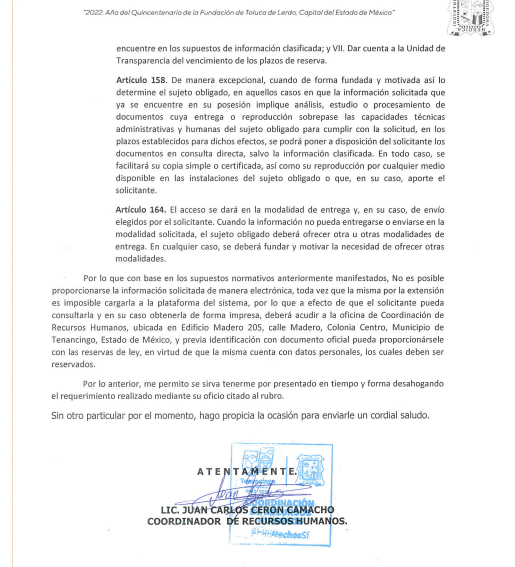 "2022. Año del Quincentenario de la Fundación de Toluca de Lerdo, Capital del Estado de México"
encuentre en los supuestos de información clasificada; y VII. Dar cuenta a la Unidad de
Transparencia del vencimiento de los plazos de reserva.
Artículo 158. De manera excepcional, cuando de forma fundada y motivada así lo
determine el sujeto obligado, en aquellos casos en que la información solicitada que
ya se encuentre en su posesión implique análisis, estudio o procesamiento de
documentos cuya entrega o reproducción sobrepase las capacidades técnicas
administrativas y humanas del sujeto obligado para cumplir con la solicitud, en los
plazos establecidos para dichos efectos, se podrá poner a disposición del solicitante los
documentos en consulta directa, salvo la información clasificada. En todo caso, se
facilitará su copia simple o certificada, así como su reproducción por cualquier medio
disponible en las instalaciones del sujeto obligado o que, en su caso, aporte el
solicitante.
Artículo 164. El acceso se dará en la modalidad de entrega y, en su caso, de envío
elegidos por el solicitante. Cuando la información no pueda entregarse o enviarse en la
modalidad solicitada, el sujeto obligado deberá ofrecer otra u otras modalidades de
entrega. En cualquier caso, se deberá fundar y motivar la necesidad de ofrecer otras
modalidades.
Por lo que con base en los supuestos normativos anteriormente manifestados, No es posible
proporcionarse la información solicitada de manera electrónica, toda vez que la misma por la extensión
es imposible cargarla a la plataforma del sistema, por lo que a efecto de que el solicitante pueda
consultarla y en su caso obtenerla de forma impresa, deberá acudir a la oficina de Coordinación de
Recursos Humanos, ubicada en Edificio Madero 205, calle Madero, Colonia Centro, Municipio de
Tenancingo, Estado de México, y previa identificación con documento oficial pueda proporcionársele
con las reservas de ley, en virtud de que la misma cuenta con datos personales, los cuales deben ser
reservados.
Por lo anterior, me permito se sirva tenerme por presentado en tiempo y forma desahogando
el requerimiento realizado mediante su oficio citado al rubro.
Sin otro particular por el momento, hago propicia la ocasión para enviarle un cordial saludo.
A T E N T A M E N T E.
COORDINACIÓN
LIC. JUAN CARLOS CERON CAMACHO
COORDINADOR DE RECURSOS HUMANOS.